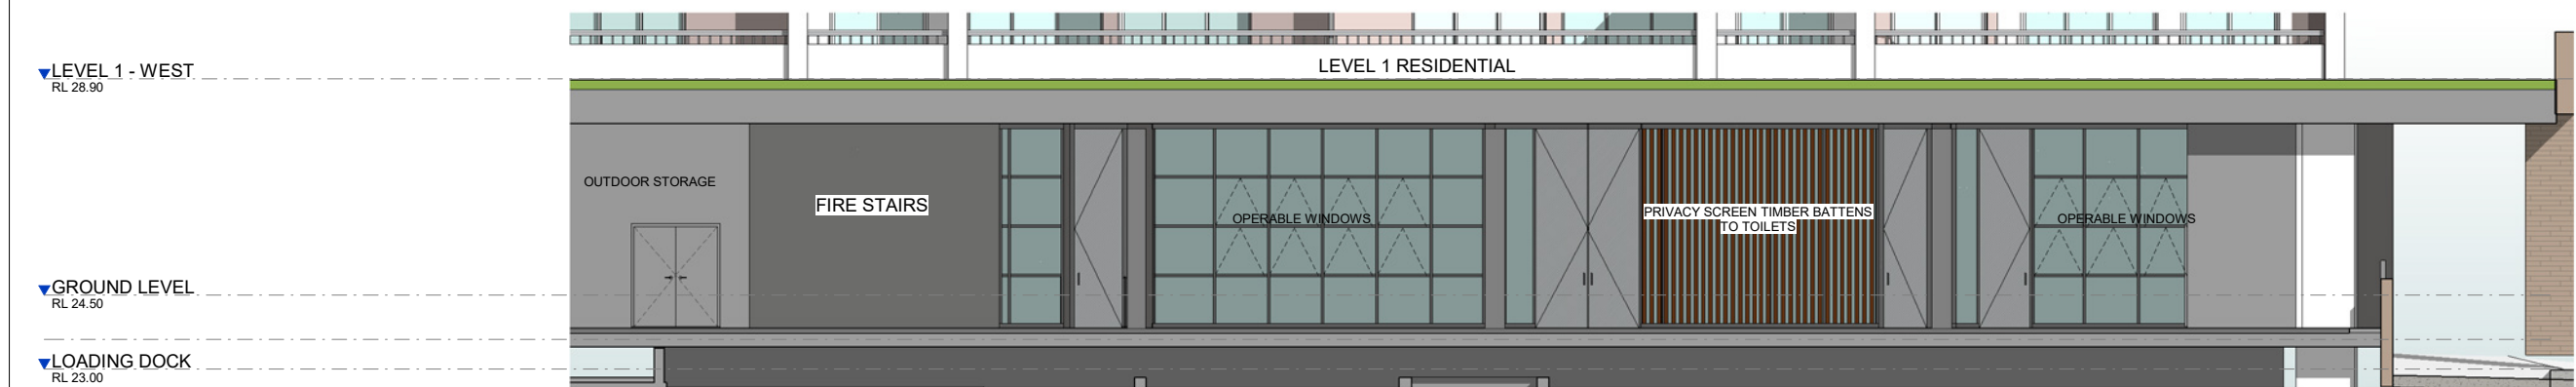 LEVEL 1 - WEST
RL 28.90
LEVEL 1 RESIDENTIAL
OUTDOOR STORAGE
FIRE STAIRS
OPERABLE WINDOWS
PRIVACY SCREEN TIMBER BATTENS
TO TOILETS
OPERABLE WINDOWS
GROUND LEVEL
RL 24.50
LOADING DOCK
RL 23.00